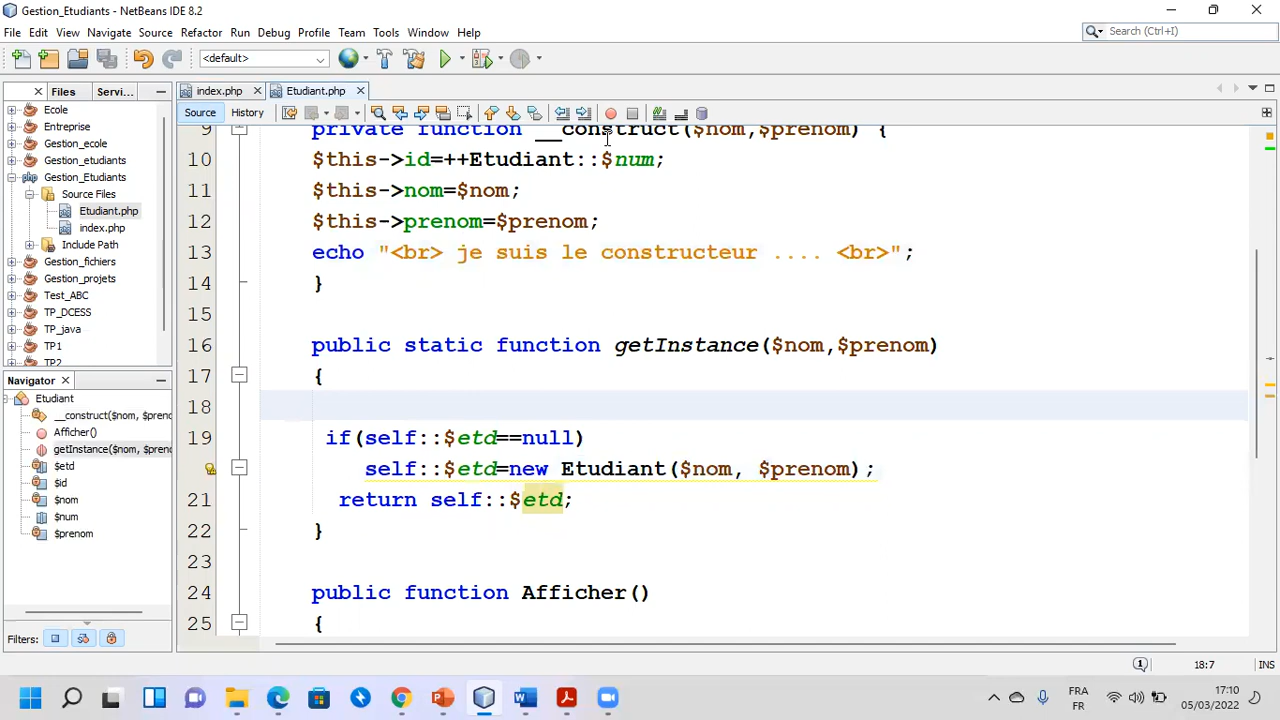 Gestion_Etudiants - NetBeans IDE 8.2
File Edit View Navigate Source Refactor Run Debug Profile Team Tools Window Help
Search (Ctrl+I)
<default>
Files Servi...
index.php Etudiant.php
Source History
Ecole
Entreprise
Gestion_ecole
Gestion_etudiants
Gestion_Etudiants
Source Files
Etudiant.php
index.php
Include Path
Gestion_fichiers
Gestion_projets
Test_ABC
TP_DCESS
TP_java
TP1
TP2
9 private function __construct($nom,$prenom) {
10 $this->id=++Etudiant::$num;
11 $this->nom=$nom;
12 $this->prenom=$prenom;
13 echo "<br> je suis le constructeur .... <br>";
14 }
15
16 public static function getInstance($nom,$prenom)
17 {
18
19 if(self::$etd==null)
self::$etd=new Etudiant($nom, $prenom);
21 return self::$etd;
22 }
23
24 public function Afficher()
25 {
Navigator
Etudiant
__construct($nom, $preno
Afficher()
getInstance($nom, $pren
$etd
$id
$nom
$num
$prenom
Filters:
1 18:7 INS
FRA
FR
17:10
05/03/2022